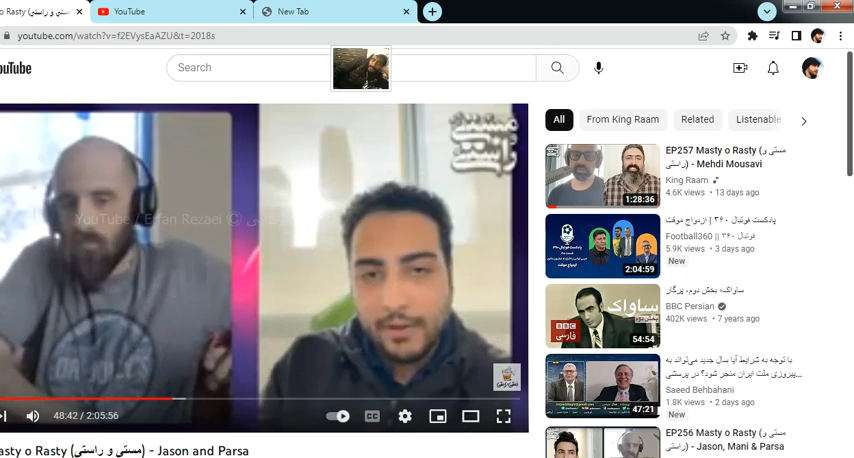 o Rasty (مستی و راستی)
YouTube
New Tab
youtube.com/watch?v=f2EVysEaAZU&t=2018s
ouTube
Search
مستی
راستی
YouTube / Erfan Rezaei ©
48:42 / 2:05:56
CC
asty o Rasty (مستی و راستی) - Jason and Parsa
All
From King Raam
Related
Listenable
EP257 Masty o Rasty (مستی و
راستی) - Mehdi Mousavi
King Raam
4.6K views • 13 days ago
1:28:36
پادکست فوتبال ۳۶۰ | ازدواج موقت
Football360 || فوتبال ۳۶۰
5.9K views • 3 days ago
New
2:04:59
ساواک؛ بخش دوم، پرگار
BBC Persian
402K views • 7 years ago
ساواک
BBC
فارسی
54:54
با توجه به شرایط آیا سال جدید می‌تواند به
پیروزی ملت ایران منجر شود؟ در پرسشی...
Saeed Behbahani
1.8K views • 2 days ago
New
47:21
EP256 Masty o Rasty (مستی و
راستی) - Jason, Mani & Parsa